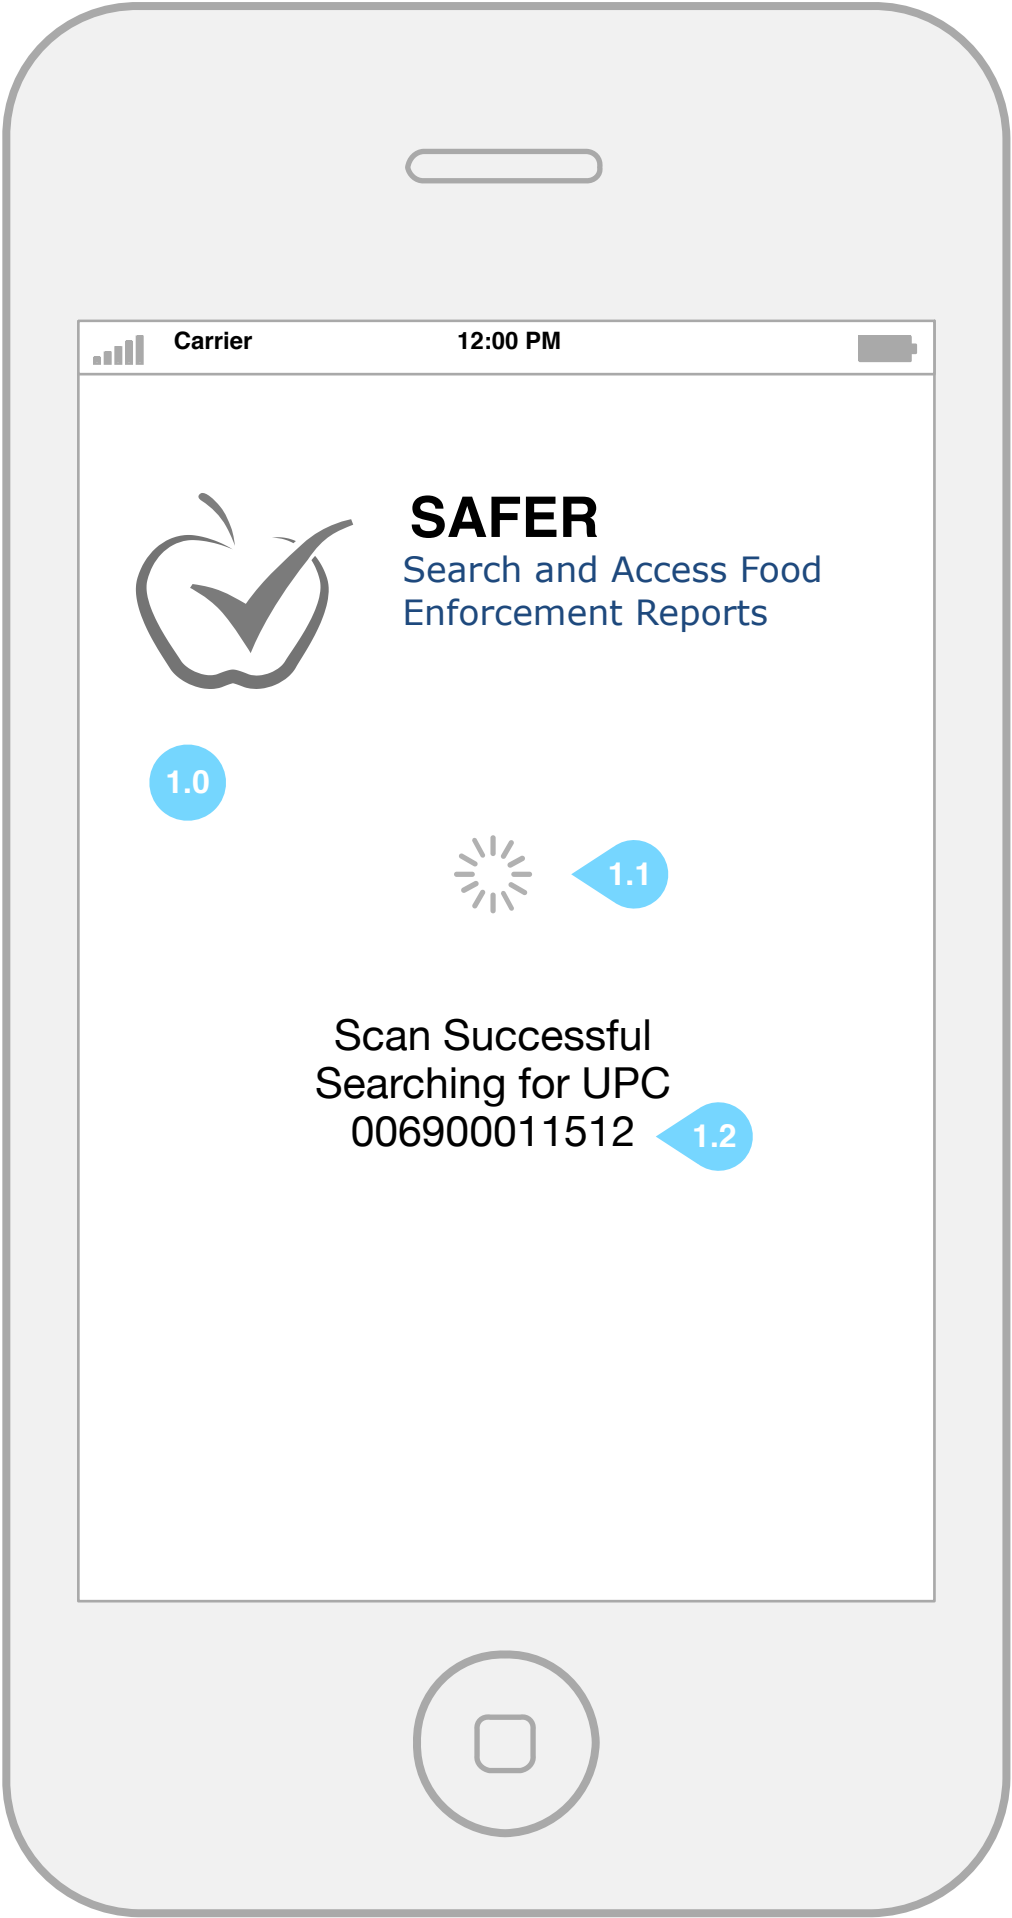 Carrier 12:00 PM
SAFER
Search and Access Food
Enforcement Reports
1.0
1.1
Scan Successful
Searching for UPC
006900011512
1.2